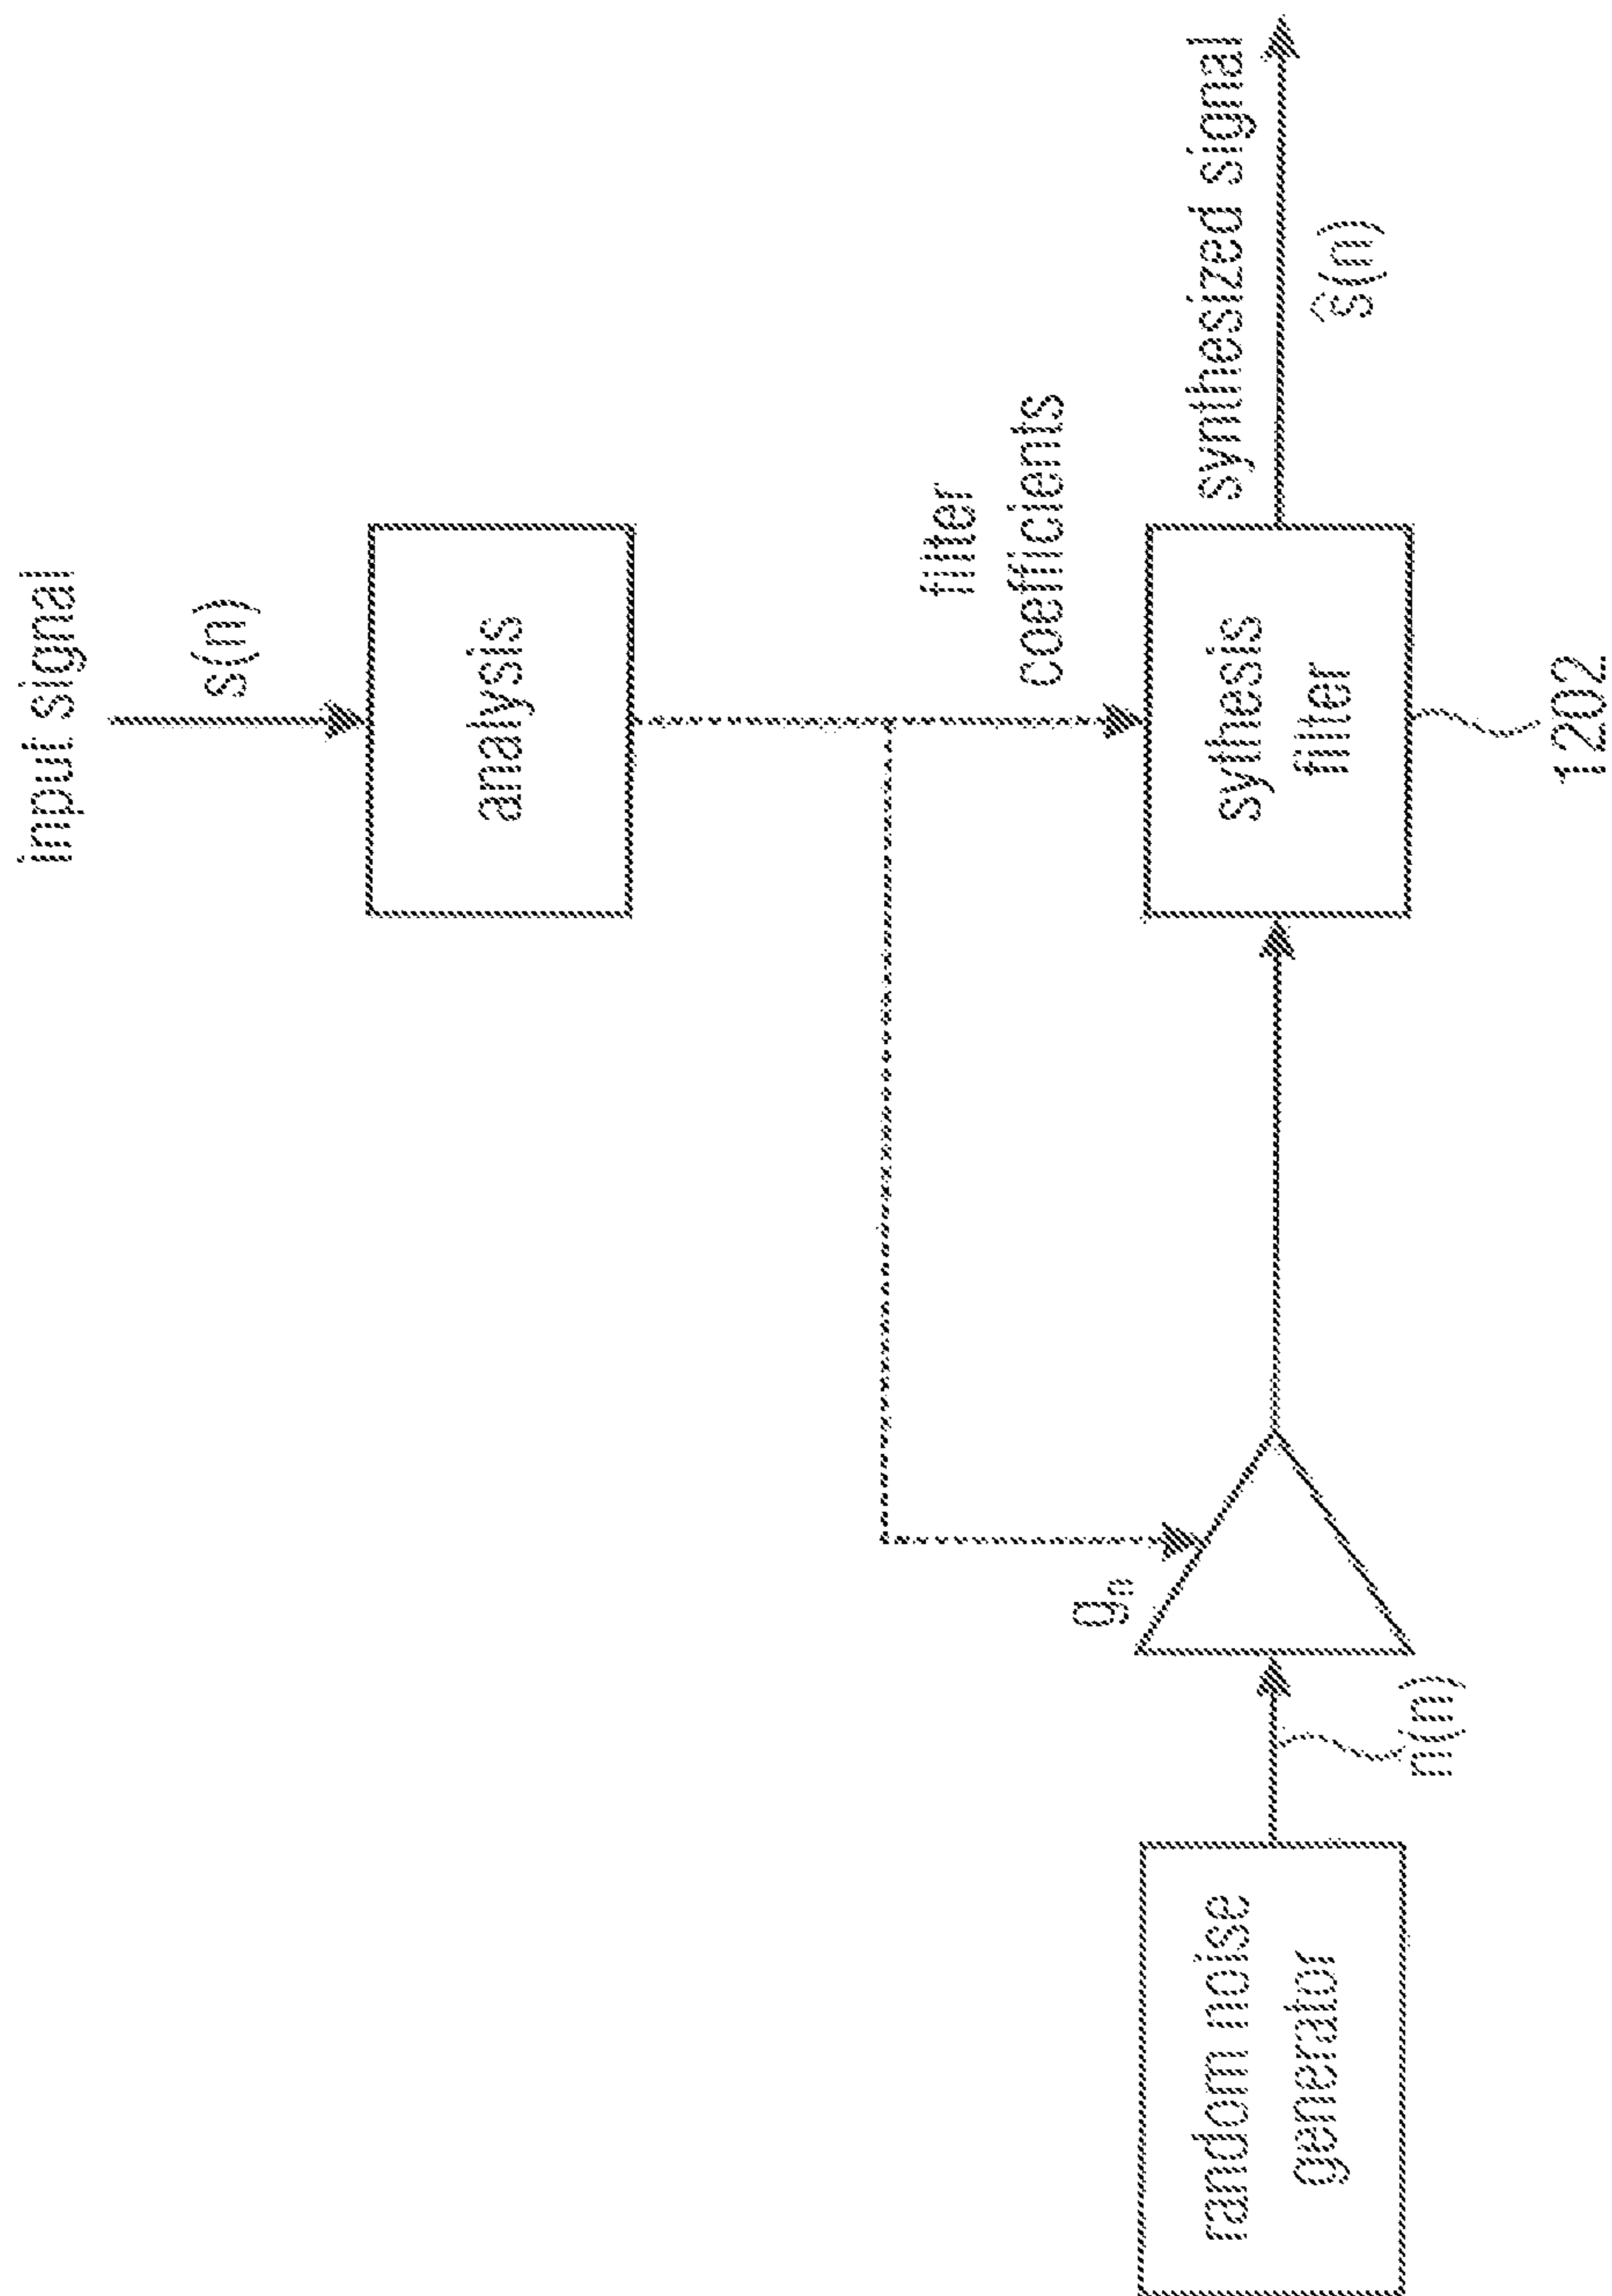 input signal
s(n)
analysis
filter
coefficients
synthesized signal
ŝ(n)
sythesis
filter
1202
gₙ
n(n)
random noise
generator